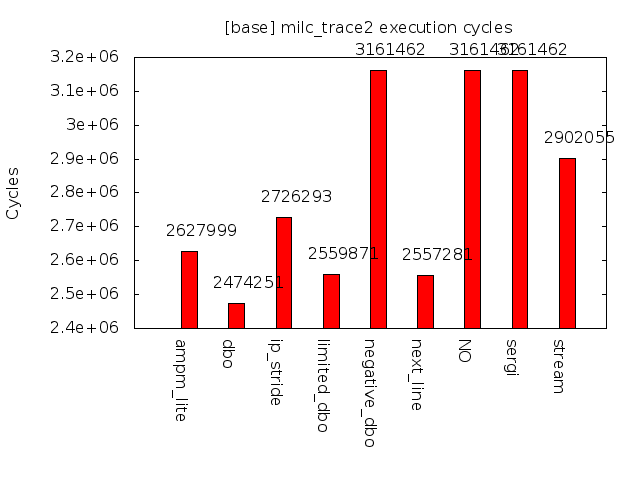 [base] milc_trace2 execution cycles
3.2e+06
3.1e+06
3e+06
2.9e+06
2.8e+06
2.7e+06
2.6e+06
2.5e+06
2.4e+06
Cycles
2627999
2474251
2726293
2559871
3161462
2557281
3161462
3161462
2902055
ampm_lite
dbo
ip_stride
limited_dbo
negative_dbo
next_line
NO
sergi
stream